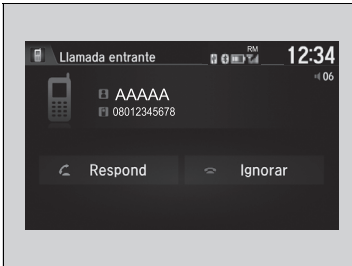 Llamada entrante RM 12:34
06
AAAAA
08012345678
Respond Ignorar